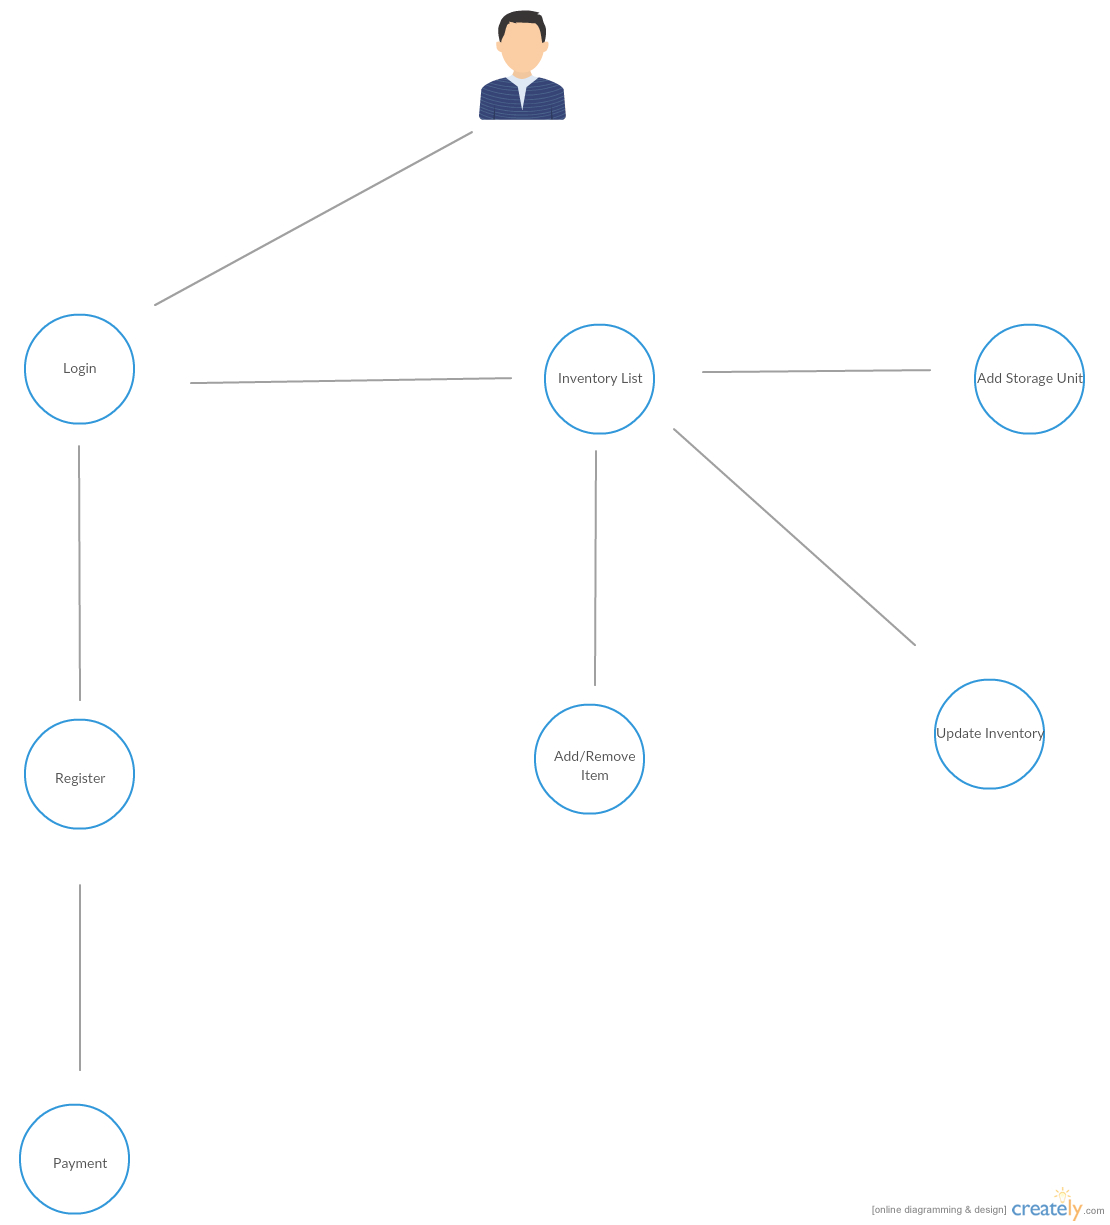 Login
Inventory List
Add Storage Unit
Register
Add/Remove
Item
Update Inventory
Payment
[online diagramming & design] creately.com